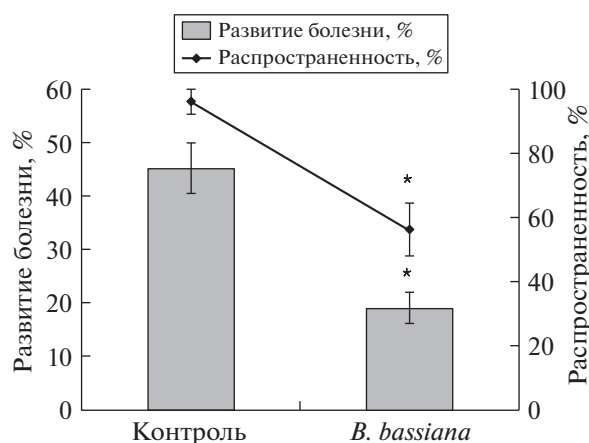 Развитие болезни, %
Распространенность, %
Развитие болезни, %
60
50
40
30
20
10
0
*
*
100
80
60
40
20
0
Распространенность, %
Контроль
B. bassiana